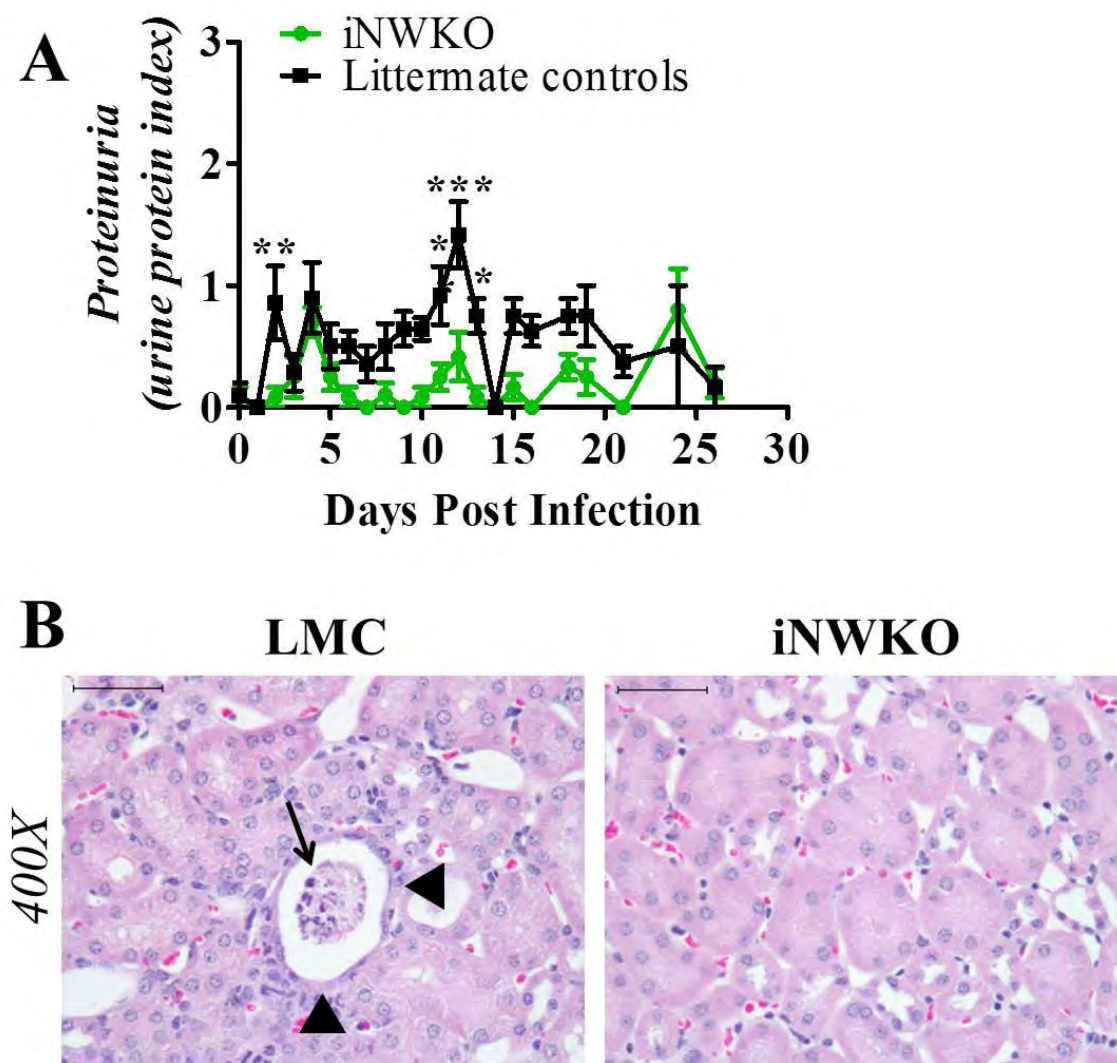 A
iNWKO
Littermate controls
Proteinuria
(urine protein index)
3
2
1
0
* * *
* *
*
*
*
0 5 10 15 20 25 30
Days Post Infection
B
LMC iNWKO
400X